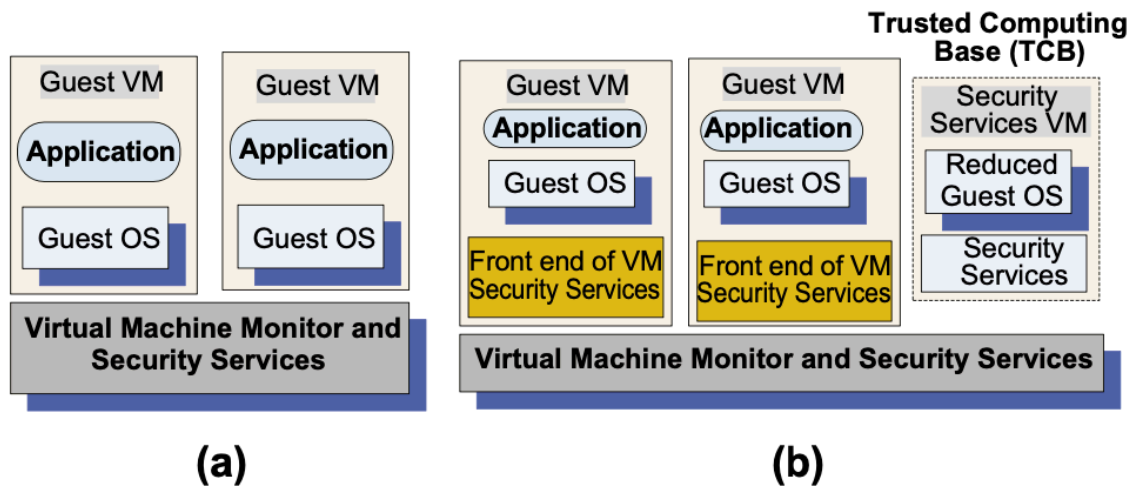 Guest VM
Application
Guest OS
Guest VM
Application
Guest OS
Virtual Machine Monitor and
Security Services
(a)
Guest VM
Application
Guest OS
Front end of VM
Security Services
Guest VM
Application
Guest OS
Front end of VM
Security Services
Trusted Computing
Base (TCB)
Security
Services VM
Reduced
Guest OS
Security
Services
Virtual Machine Monitor and Security Services
(b)